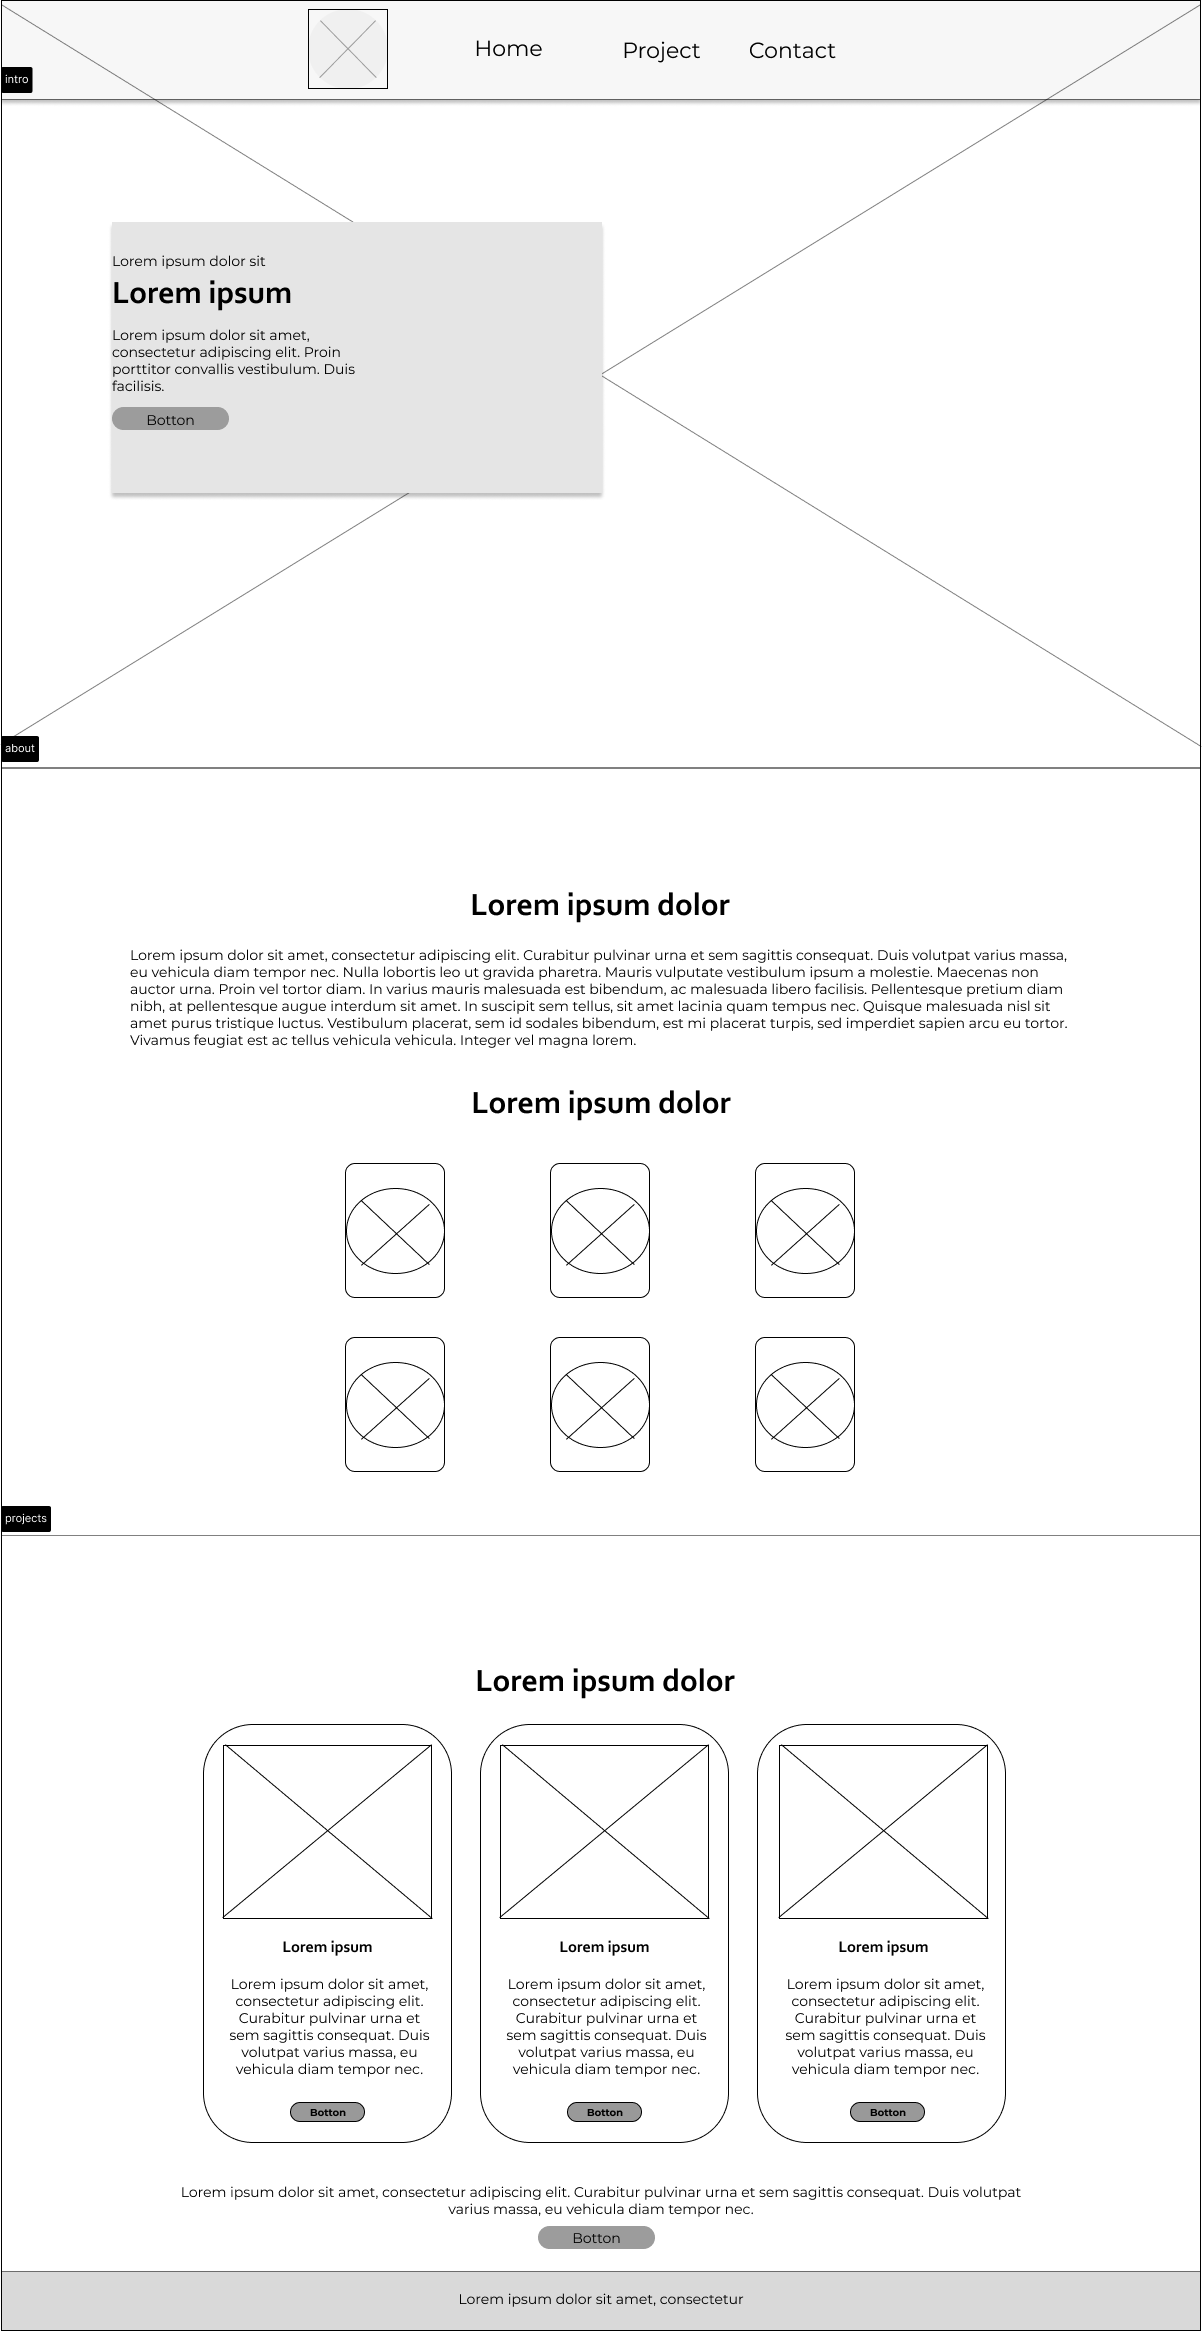 Home
Project
Contact
intro
Lorem ipsum dolor sit
Lorem ipsum
Lorem ipsum dolor sit amet,
consectetur adipiscing elit. Proin
porttitor convallis vestibulum. Duis
facilisis.
Botton
about
Lorem ipsum dolor
Lorem ipsum dolor sit amet, consectetur adipiscing elit. Curabitur pulvinar urna et sem sagittis consequat. Duis volutpat varius massa,
eu vehicula diam tempor nec. Nulla lobortis leo ut gravida pharetra. Mauris vulputate vestibulum ipsum a molestie. Maecenas non
auctor urna. Proin vel tortor diam. In varius mauris malesuada est bibendum, ac malesuada libero facilisis. Pellentesque pretium diam
nibh, at pellentesque augue interdum sit amet. In suscipit sem tellus, sit amet lacinia quam tempus nec. Quisque malesuada nisl sit
amet purus tristique luctus. Vestibulum placerat, sem id sodales bibendum, est mi placerat turpis, sed imperdiet sapien arcu eu tortor.
Vivamus feugiat est ac tellus vehicula vehicula. Integer vel magna lorem.
Lorem ipsum dolor
projects
Lorem ipsum dolor
Lorem ipsum
Lorem ipsum dolor sit amet,
consectetur adipiscing elit.
Curabitur pulvinar urna et
sem sagittis consequat. Duis
volutpat varius massa, eu
vehicula diam tempor nec.
Botton
Lorem ipsum
Lorem ipsum dolor sit amet,
consectetur adipiscing elit.
Curabitur pulvinar urna et
sem sagittis consequat. Duis
volutpat varius massa, eu
vehicula diam tempor nec.
Botton
Lorem ipsum
Lorem ipsum dolor sit amet,
consectetur adipiscing elit.
Curabitur pulvinar urna et
sem sagittis consequat. Duis
volutpat varius massa, eu
vehicula diam tempor nec.
Botton
Lorem ipsum dolor sit amet, consectetur adipiscing elit. Curabitur pulvinar urna et sem sagittis consequat. Duis volutpat
varius massa, eu vehicula diam tempor nec.
Botton
Lorem ipsum dolor sit amet, consectetur